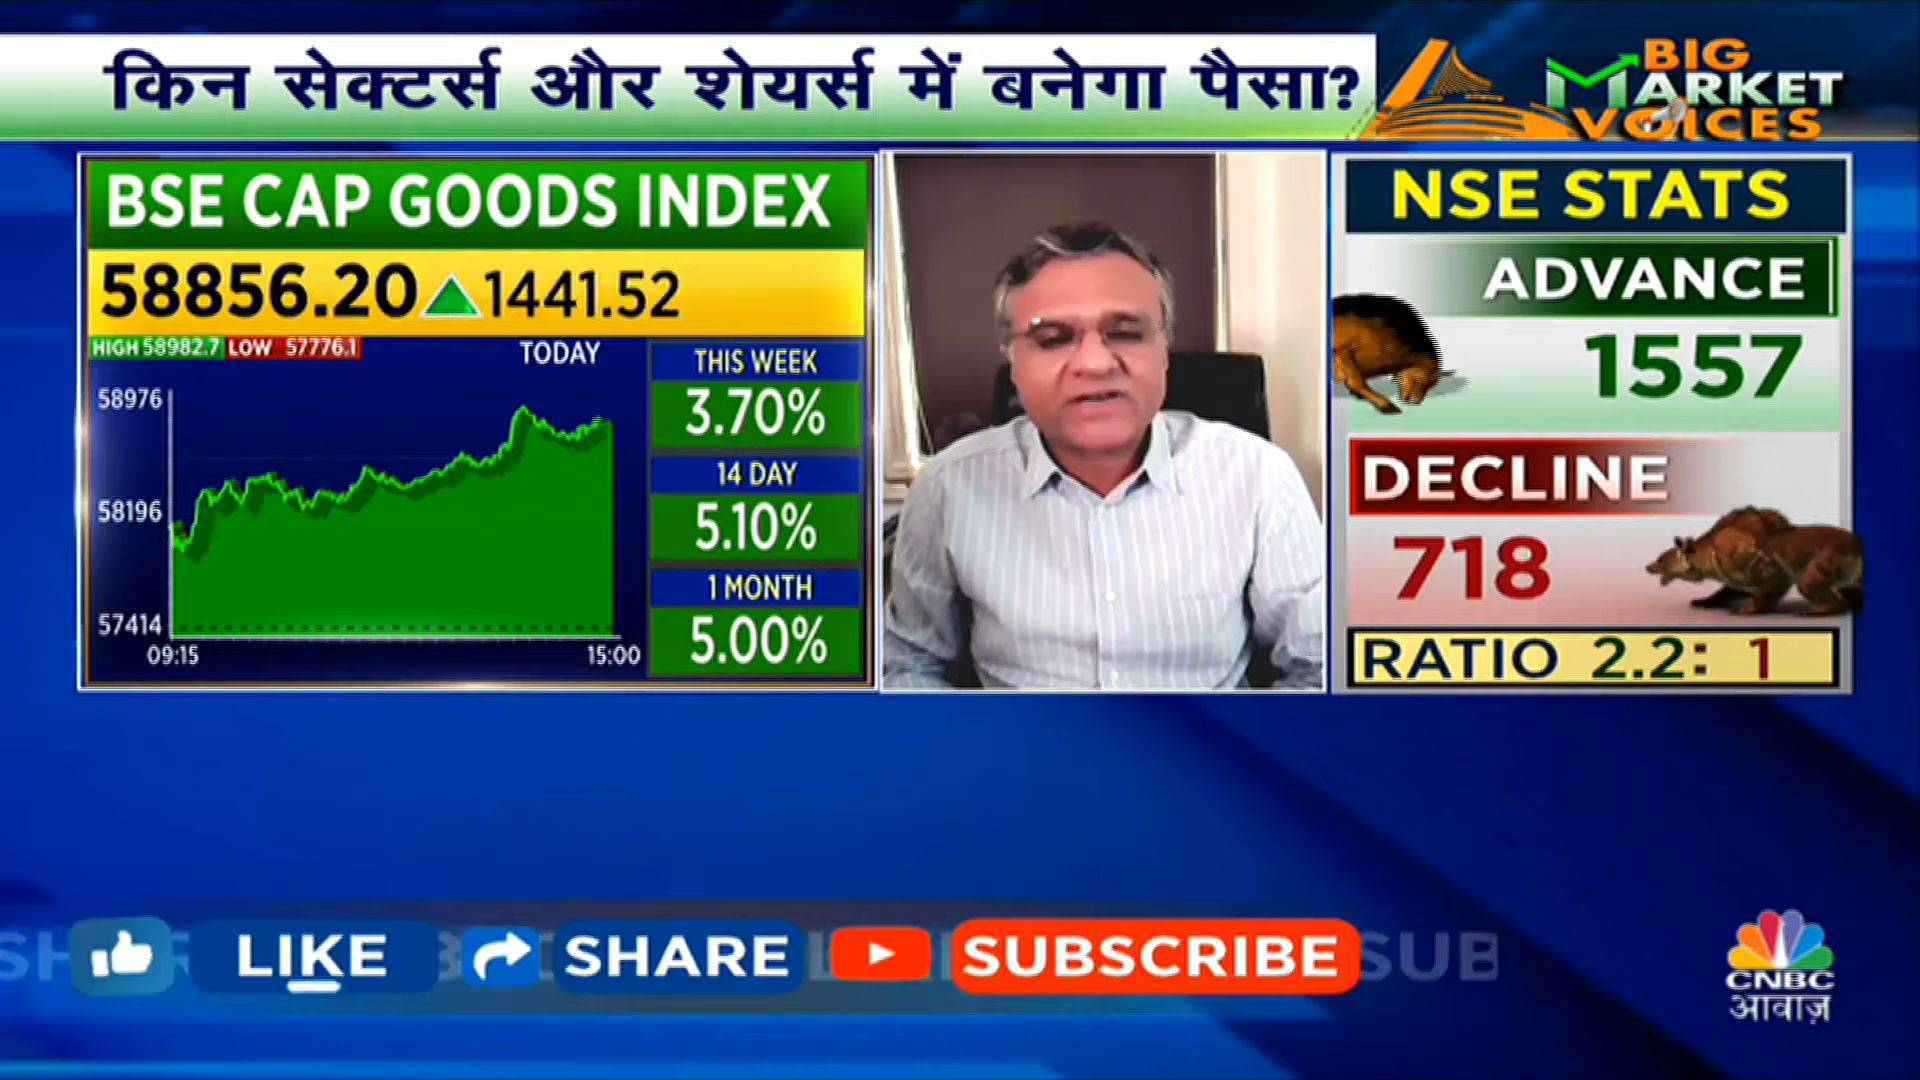 किन सेक्टर्स और शेयर्स में बनेगा पैसा?
BIG
MARKET
VOICES
BSE CAP GOODS INDEX
58856.20 1441.52
HIGH 58982.7 LOW 57776.1
TODAY
58976
58196
57414
09:15
15:00
THIS WEEK
3.70%
14 DAY
5.10%
1 MONTH
5.00%
NSE STATS
ADVANCE
1557
DECLINE
718
RATIO 2.2: 1
LIKE
SHARE
SUBSCRIBE
SUB
CNBC
आवाज़